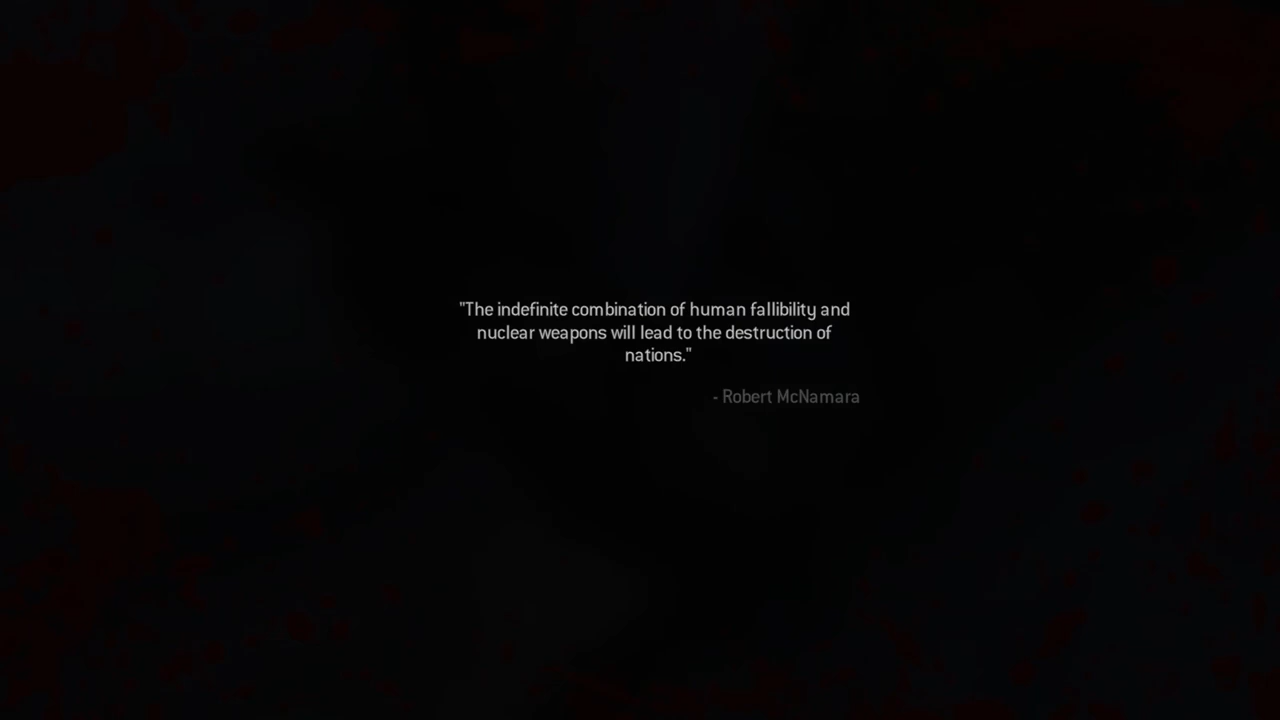 "The indefinite combination of human fallibility and
nuclear weapons will lead to the destruction of
nations."
- Robert McNamara